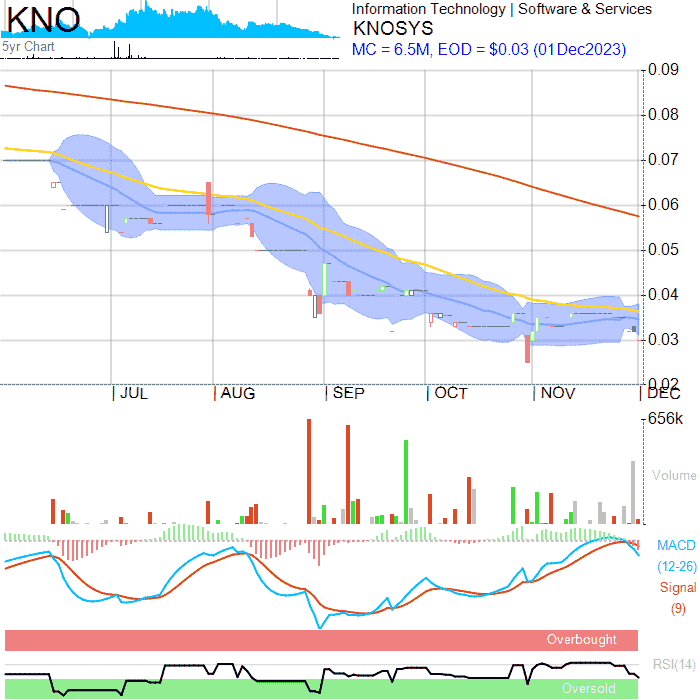 KNO
5yr Chart
Information Technology | Software & Services
KNOSYS
MC = 6.5M, EOD = $0.03 (01Dec2023)
0.09
0.08
0.07
0.06
0.05
0.04
0.03
0.02
JUL AUG SEP OCT NOV DEC
656k
Volume
MACD
(12-26)
Signal
(9)
Overbought
RSI(14)
Oversold